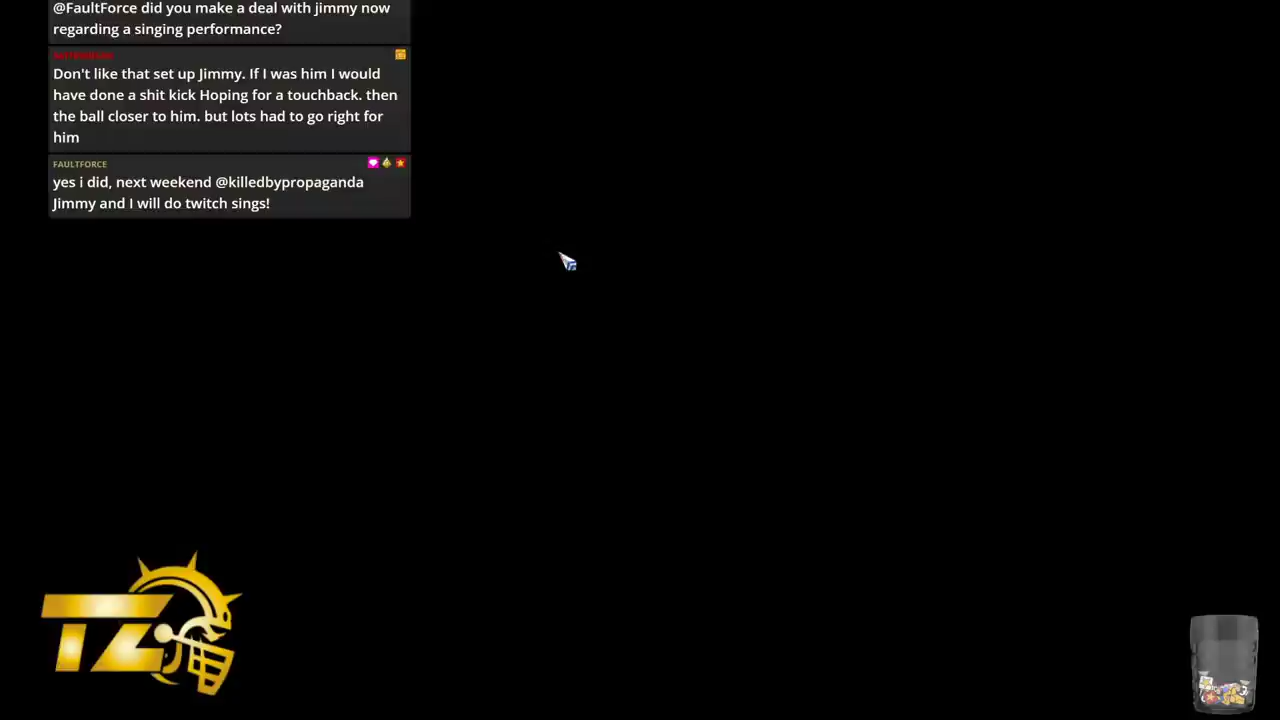 @FaultForce did you make a deal with jimmy now
regarding a singing performance?
Don't like that set up Jimmy. If I was him I would
have done a shit kick Hoping for a touchback. then
the ball closer to him. but lots had to go right for
him
FAULTFORCE
yes i did, next weekend @killedbypropaganda
Jimmy and I will do twitch sings!
TZ